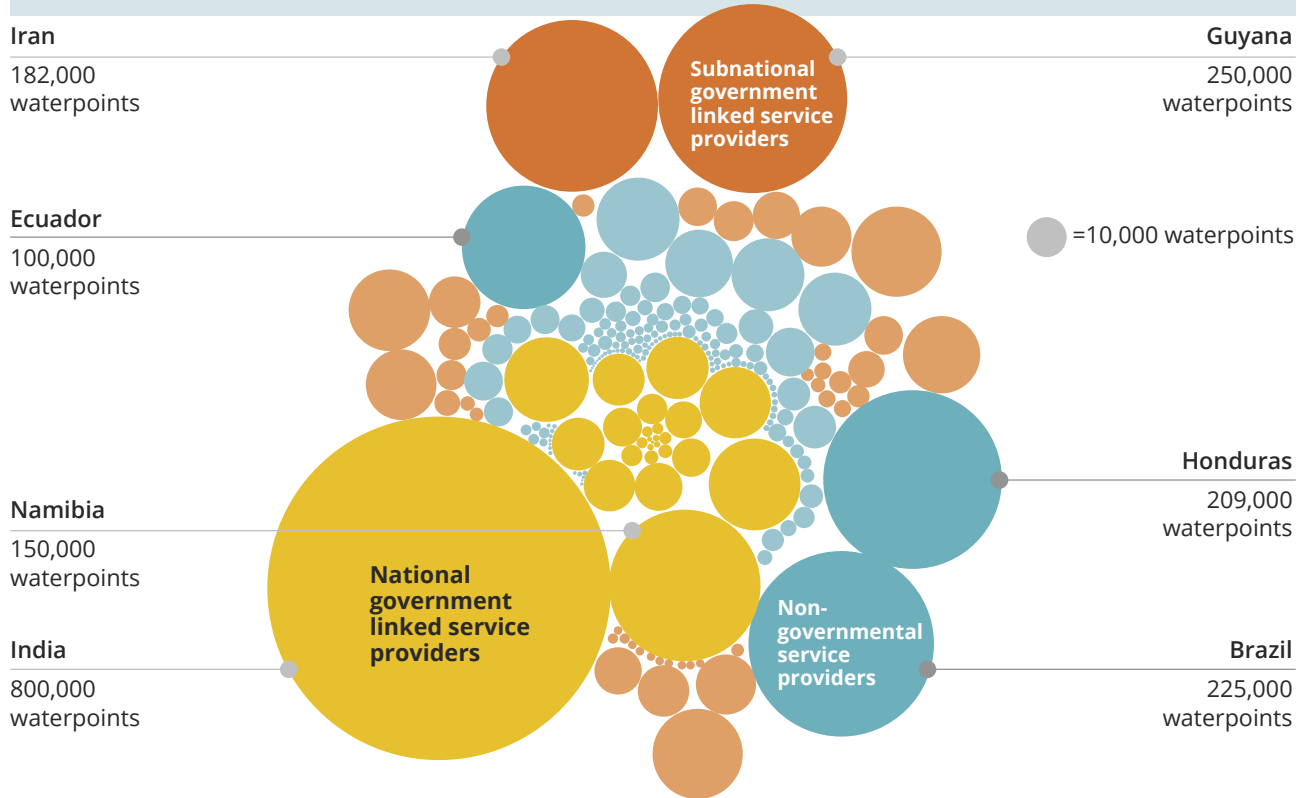 Iran
182,000
waterpoints
Guyana
250,000
waterpoints
Subnational
government
linked service
providers
Ecuador
100,000
waterpoints
=10,000 waterpoints
Honduras
209,000
waterpoints
Namibia
150,000
waterpoints
National
government
linked service
providers
Non-
governmental
service
providers
India
800,000
waterpoints
Brazil
225,000
waterpoints